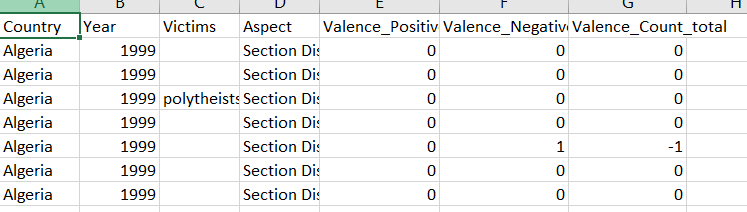 A B C D E F G H
Country Year Victims Aspect Valence_Positiv Valence_Negativ Valence_Count_total
Algeria 1999 Section Dis 0 0 0
Algeria 1999 Section Dis 0 0 0
Algeria 1999 polytheists Section Dis 0 0 0
Algeria 1999 Section Dis 0 0 0
Algeria 1999 Section Dis 0 1 -1
Algeria 1999 Section Dis 0 0 0
Algeria 1999 Section Dis 0 0 0